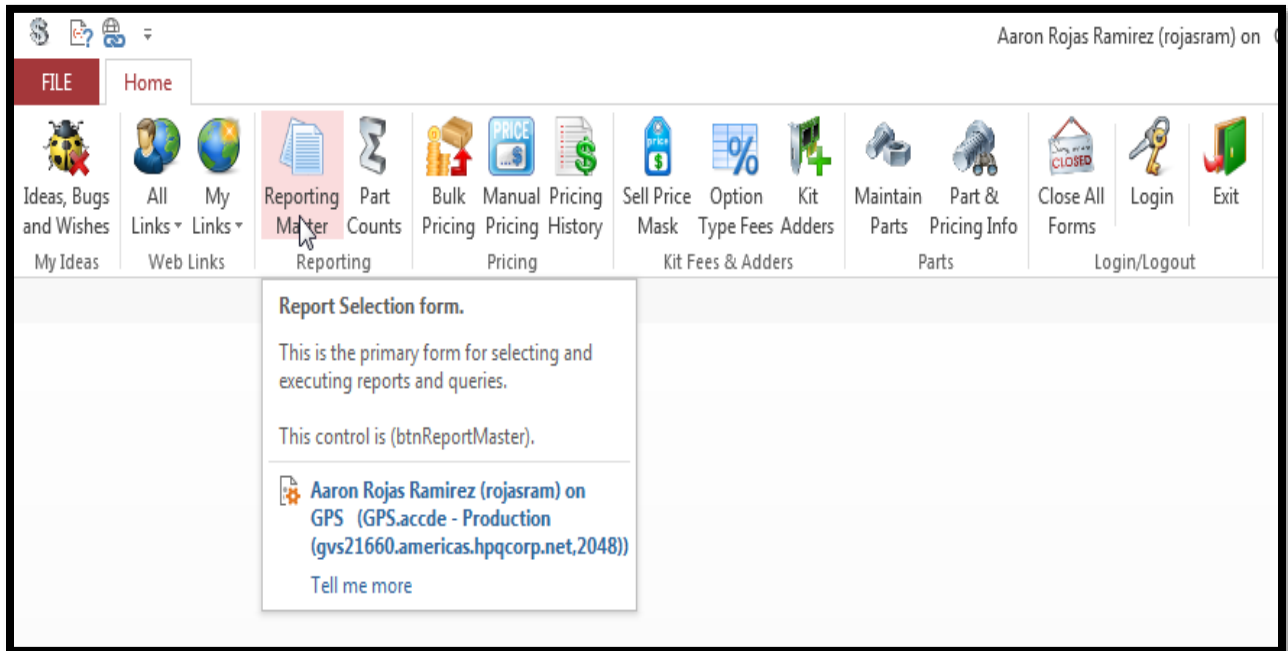 Aaron Rojas Ramirez (rojasram) on
FILE Home
Ideas, Bugs and Wishes
All Links
My Links
Reporting Master
Part Counts
Bulk Pricing
Manual Pricing
Pricing History
Sell Price Mask
Option Type Fees
Kit Adders
Maintain Parts
Part & Pricing Info
Close All Forms
Login
Exit
My Ideas
Web Links
Reporting
Pricing
Kit Fees & Adders
Parts
Login/Logout
PRICE
price
CLOSED
Report Selection form.
This is the primary form for selecting and
executing reports and queries.
This control is (btnReportMaster).
Aaron Rojas Ramirez (rojasram) on
GPS (GPS.accde - Production
(gvs21660.americas.hpqcorp.net,2048))
Tell me more